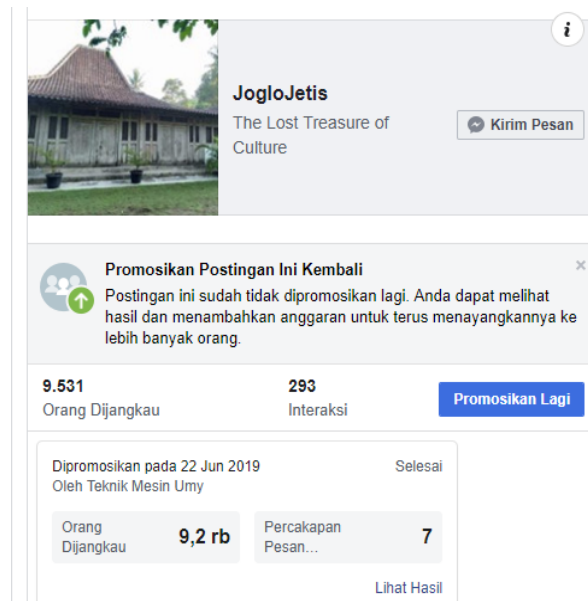 i
JogloJetis
The Lost Treasure of
Culture
Kirim Pesan
Promosikan Postingan Ini Kembali
×
Postingan ini sudah tidak dipromosikan lagi. Anda dapat melihat
hasil dan menambahkan anggaran untuk terus menayangkannya ke
lebih banyak orang.
9.531
Orang Dijangkau
293
Interaksi
Promosikan Lagi
Dipromosikan pada 22 Jun 2019
Selesai
Oleh Teknik Mesin Umy
Orang
Dijangkau
9,2 rb
Percakapan
Pesan...
7
Lihat Hasil